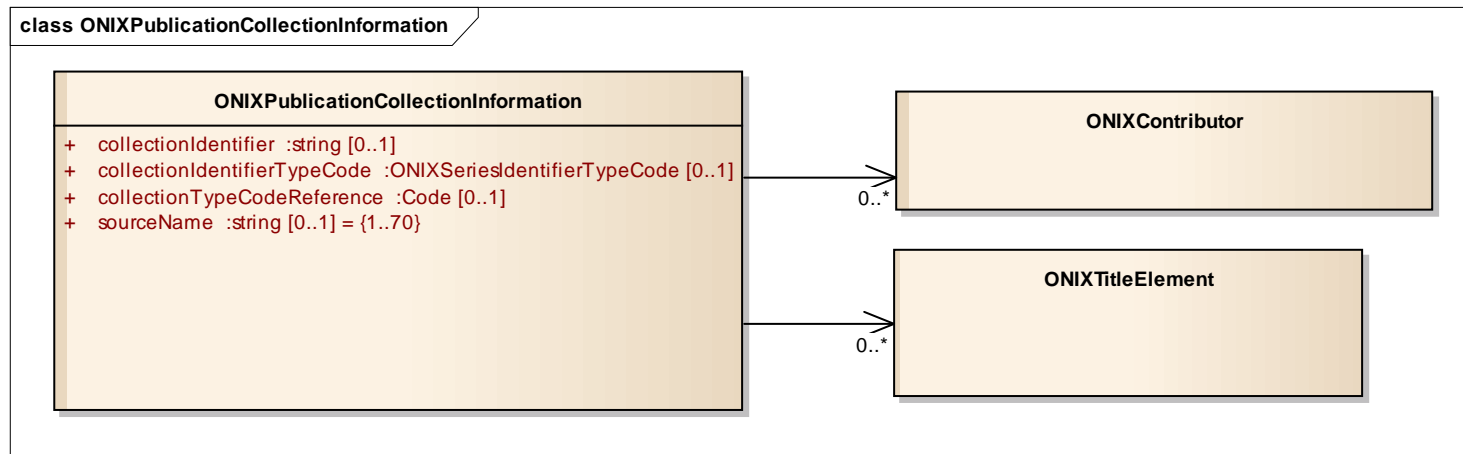 class ONIXPublicationCollectionInformation
ONIXPublicationCollectionInformation
+ collectionIdentifier :string [0..1]
+ collectionIdentifierTypeCode :ONIXSeriesIdentifierTypeCode [0..1]
+ collectionTypeCodeReference :Code [0..1]
+ sourceName :string [0..1] = {1..70}
ONIXContributor
0..*
ONIXTitleElement
0..*